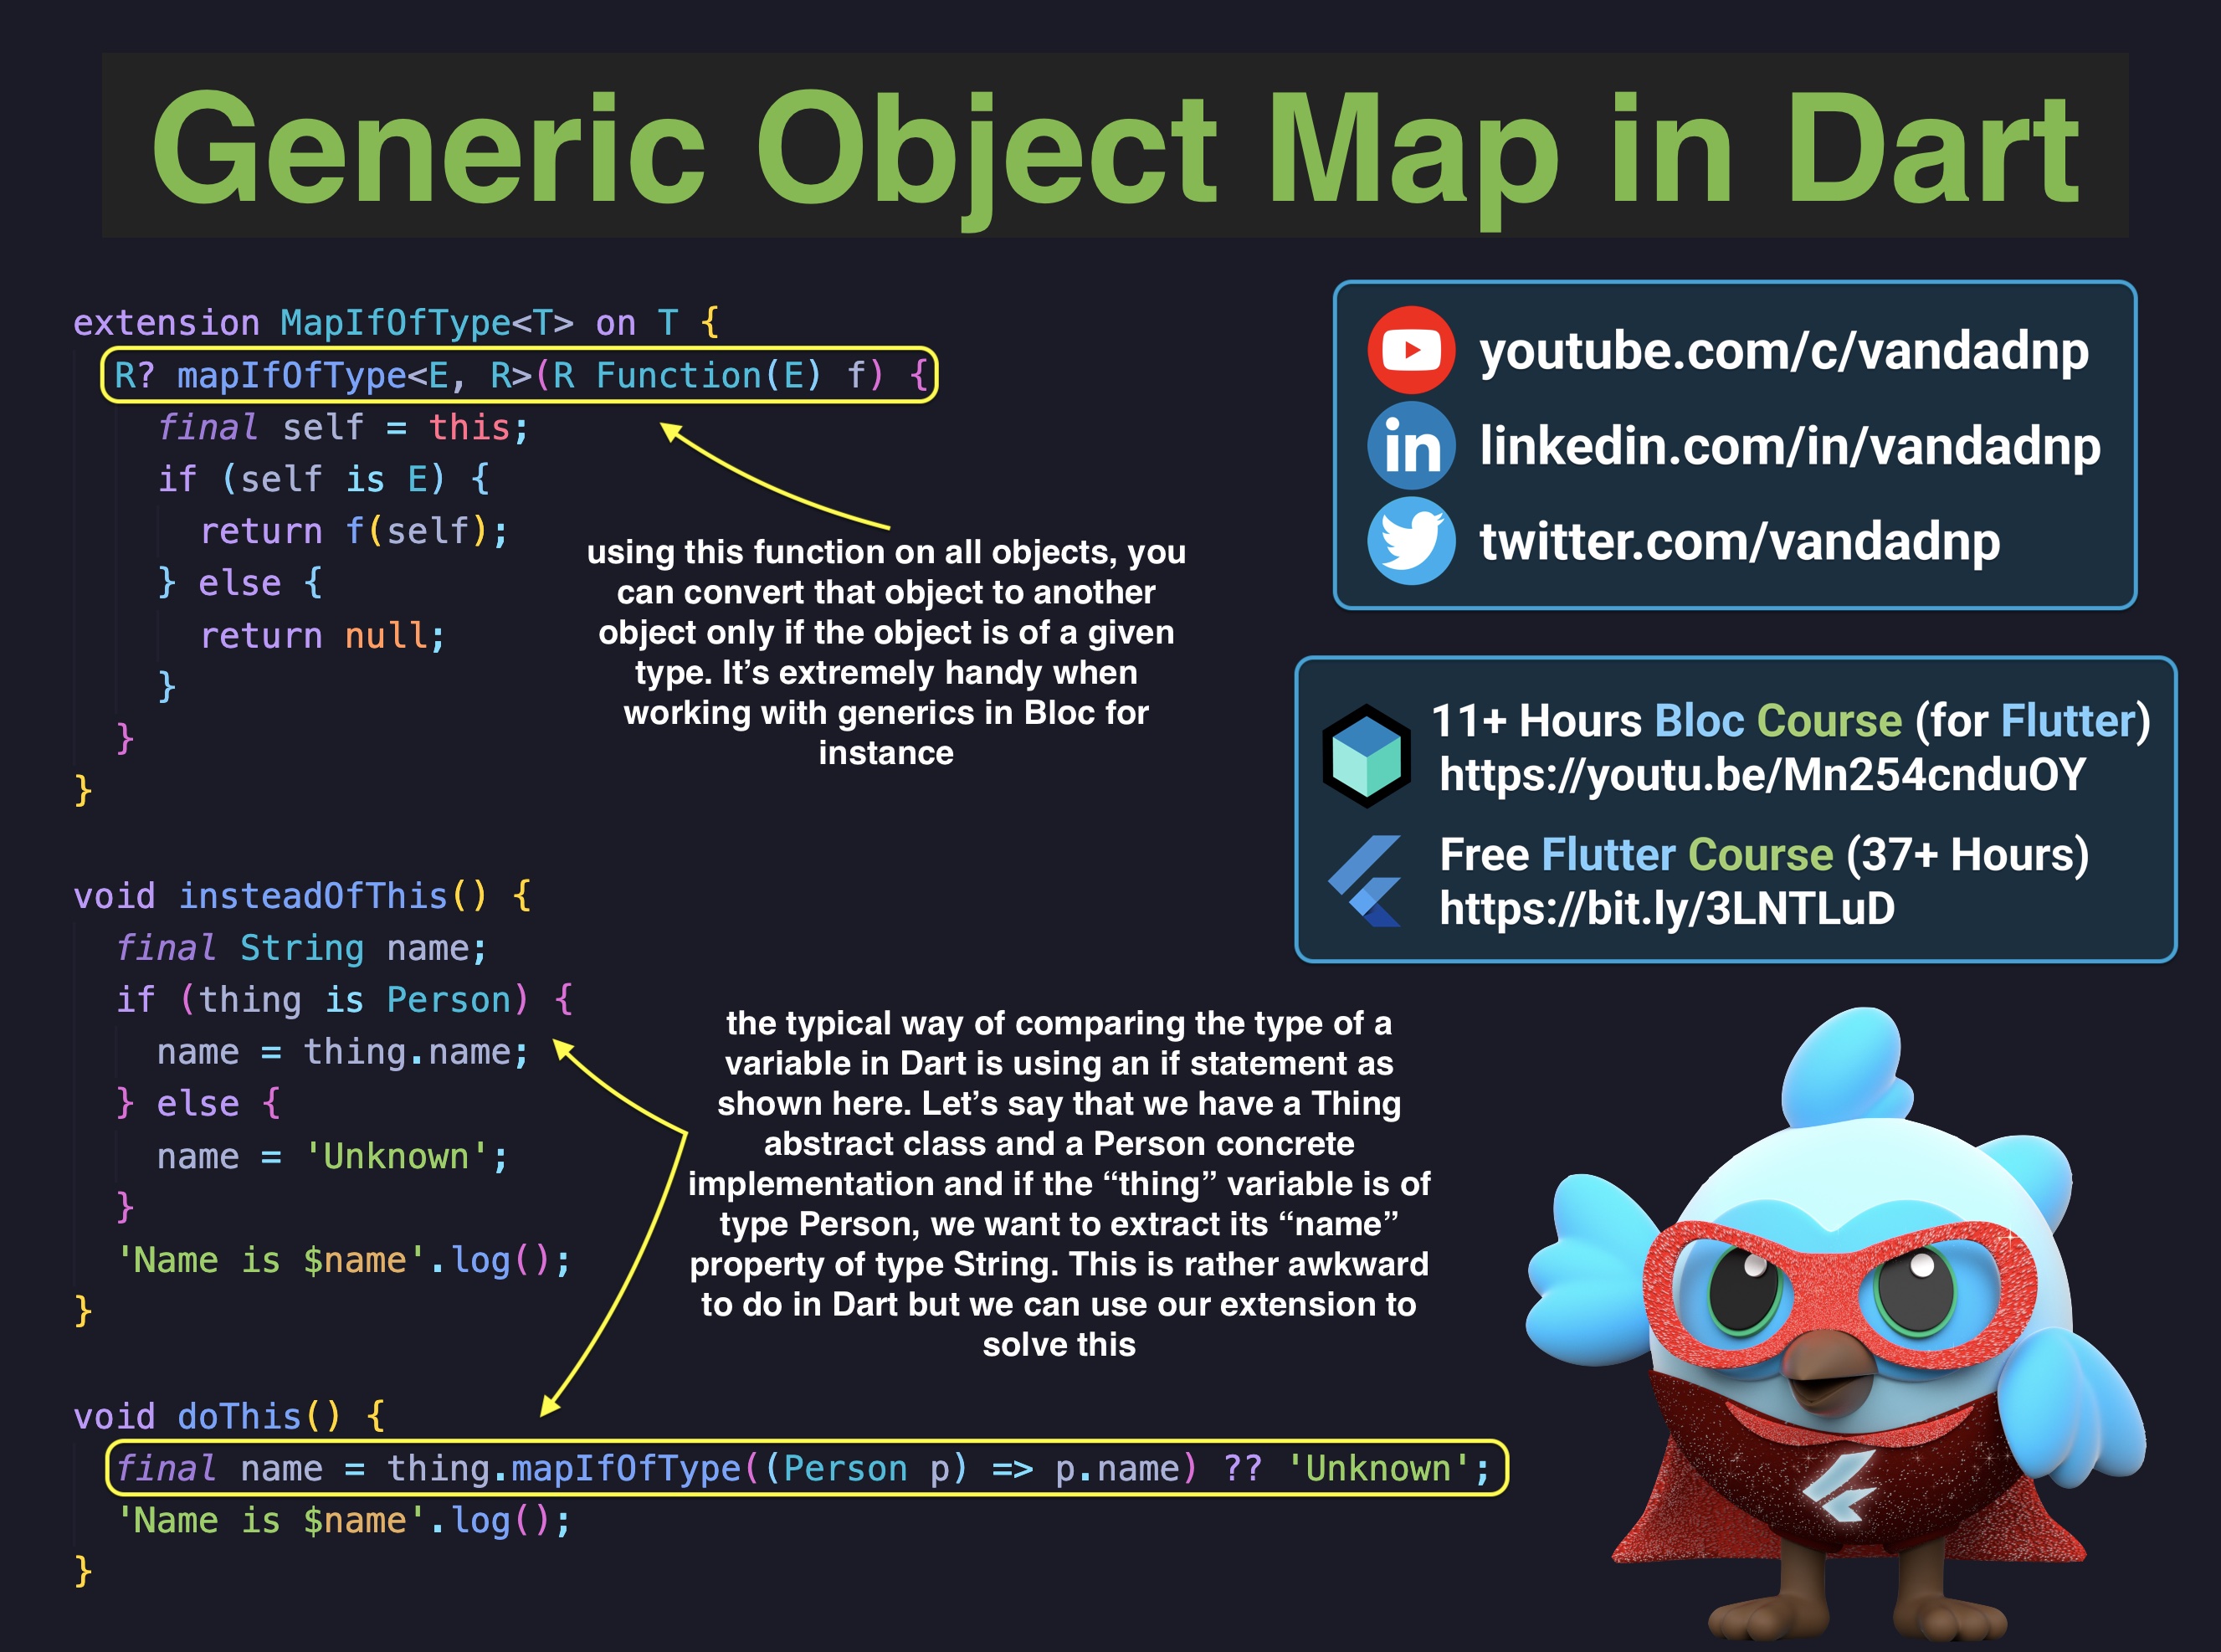 Generic Object Map in Dart
extension MapIfOfType<T> on T {
R? mapIfOfType<E, R>(R Function(E) f) {
final self = this;
if (self is E) {
return f(self);
} else {
return null;
}
}
}
using this function on all objects, you
can convert that object to another
object only if the object is of a given
type. It’s extremely handy when
working with generics in Bloc for
instance
youtube.com/c/vandadnp
in
linkedin.com/in/vandadnp
twitter.com/vandadnp
11+ Hours Bloc Course (for Flutter)
https://youtu.be/Mn254cnduOY
Free Flutter Course (37+ Hours)
https://bit.ly/3LNTLuD
void insteadOfThis() {
final String name;
if (thing is Person) {
name = thing.name;
} else {
name = 'Unknown';
}
'Name is $name'.log();
}
the typical way of comparing the type of a
variable in Dart is using an if statement as
shown here. Let’s say that we have a Thing
abstract class and a Person concrete
implementation and if the “thing” variable is of
type Person, we want to extract its “name”
property of type String. This is rather awkward
to do in Dart but we can use our extension to
solve this
void doThis() {
final name = thing.mapIfOfType((Person p) => p.name) ?? 'Unknown';
'Name is $name'.log();
}